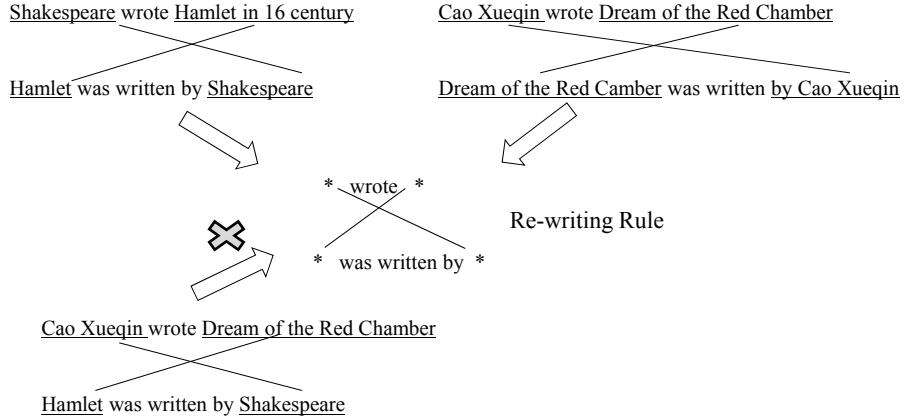 Shakespeare wrote Hamlet in 16 century
Hamlet was written by Shakespeare
Cao Xueqin wrote Dream of the Red Chamber
Dream of the Red Camber was written by Cao Xueqin
* wrote *
* was written by *
Re-writing Rule
Cao Xueqin wrote Dream of the Red Chamber
Hamlet was written by Shakespeare